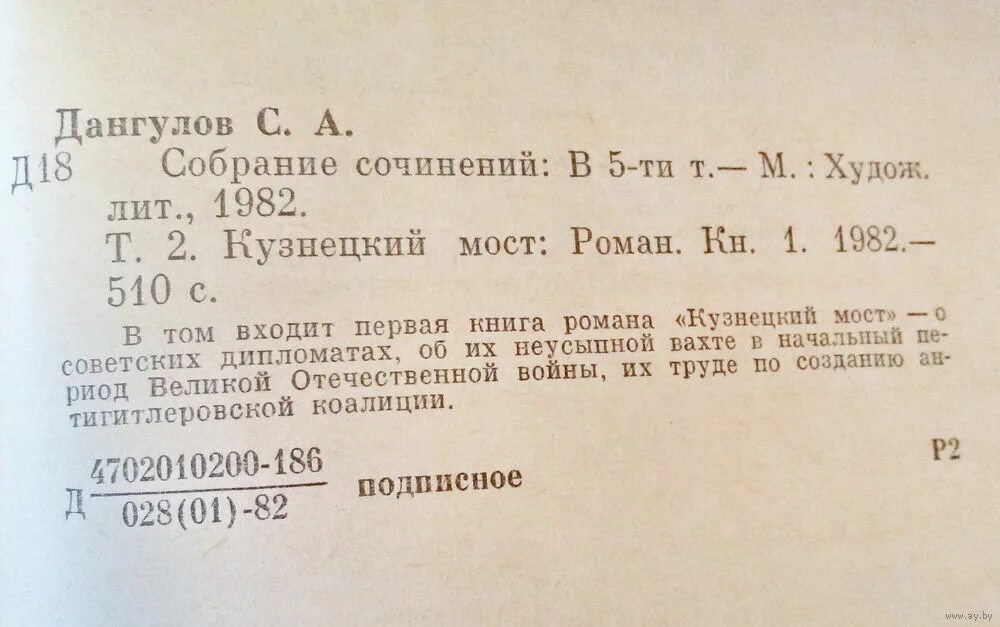 Дангулов С. А.
Д18 Собрание сочинений: В 5-ти т.— М.: Худож.
лит., 1982.
Т. 2. Кузнецкий мост: Роман. Кн. 1. 1982.—
510 с.
В том входит первая книга романа «Кузнецкий мост» — о
советских дипломатах, об их неусыпной вахте в начальный пе-
риод Великой Отечественной войны, их труде по созданию ан-
тигитлеровской коалиции.
4702010200-186
Д
028(01)-82
подписное
Р2
www.ay.by